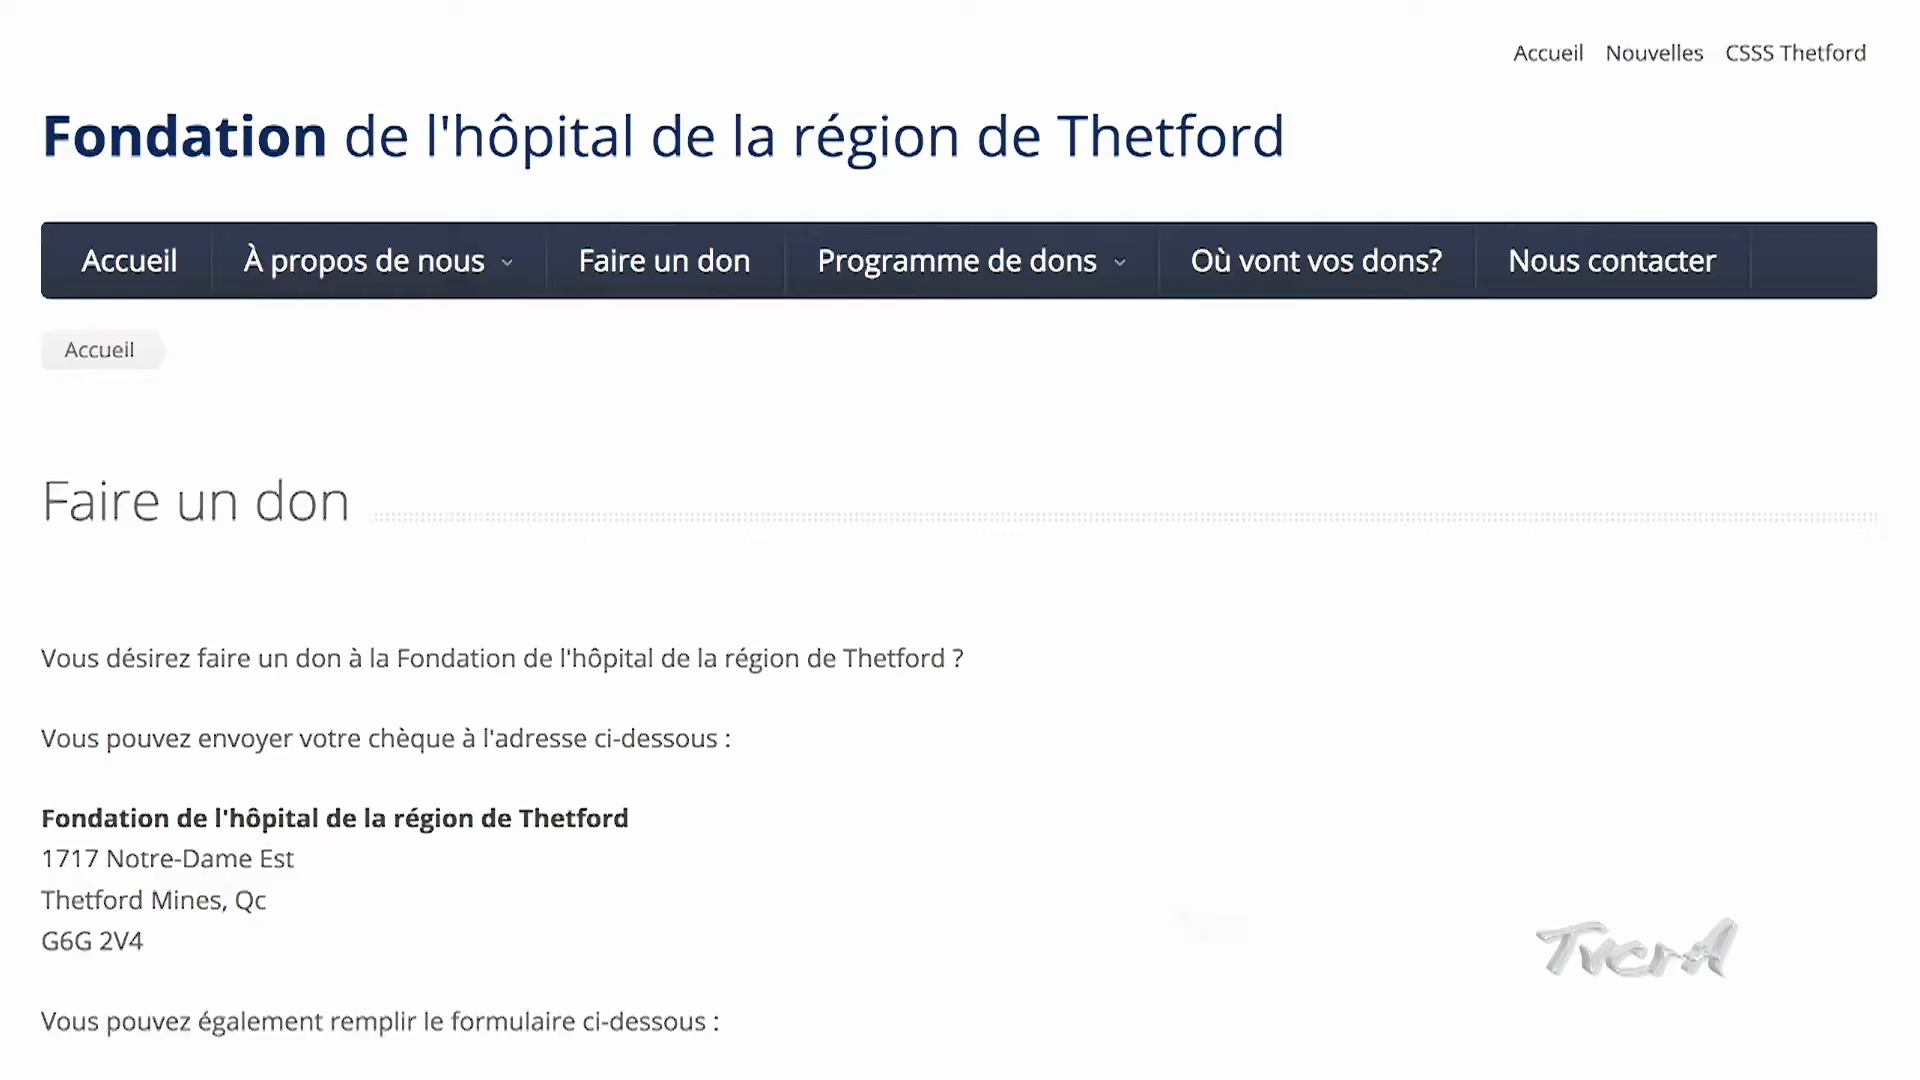 Accueil Nouvelles CSSS Thetford
Fondation de l'hôpital de la région de Thetford
Accueil À propos de nous Faire un don Programme de dons Où vont vos dons? Nous contacter
Accueil
Faire un don
Vous désirez faire un don à la Fondation de l'hôpital de la région de Thetford ?
Vous pouvez envoyer votre chèque à l'adresse ci-dessous :
Fondation de l'hôpital de la région de Thetford
1717 Notre-Dame Est
Thetford Mines, Qc
G6G 2V4
TVCRA
Vous pouvez également remplir le formulaire ci-dessous :